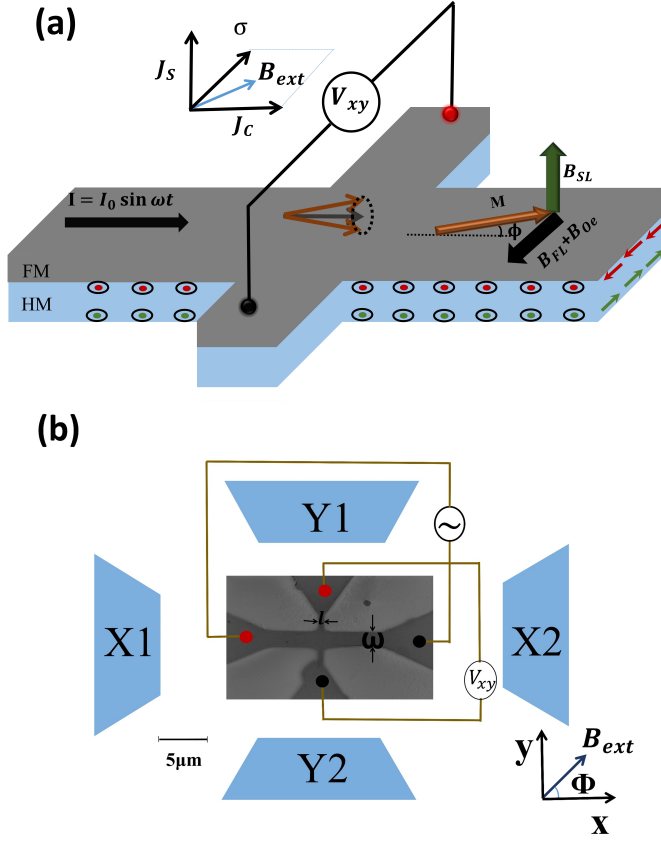 (a)
σ
J_S
B_ext
J_C
V_xy
I = I_0 sin ωt
B_SL
M
ϕ
B_FL+B_Oe
FM
HM
(b)
Y1
~
X1
l
ω
X2
V_xy
5μm
Y2
y
B_ext
Φ
x